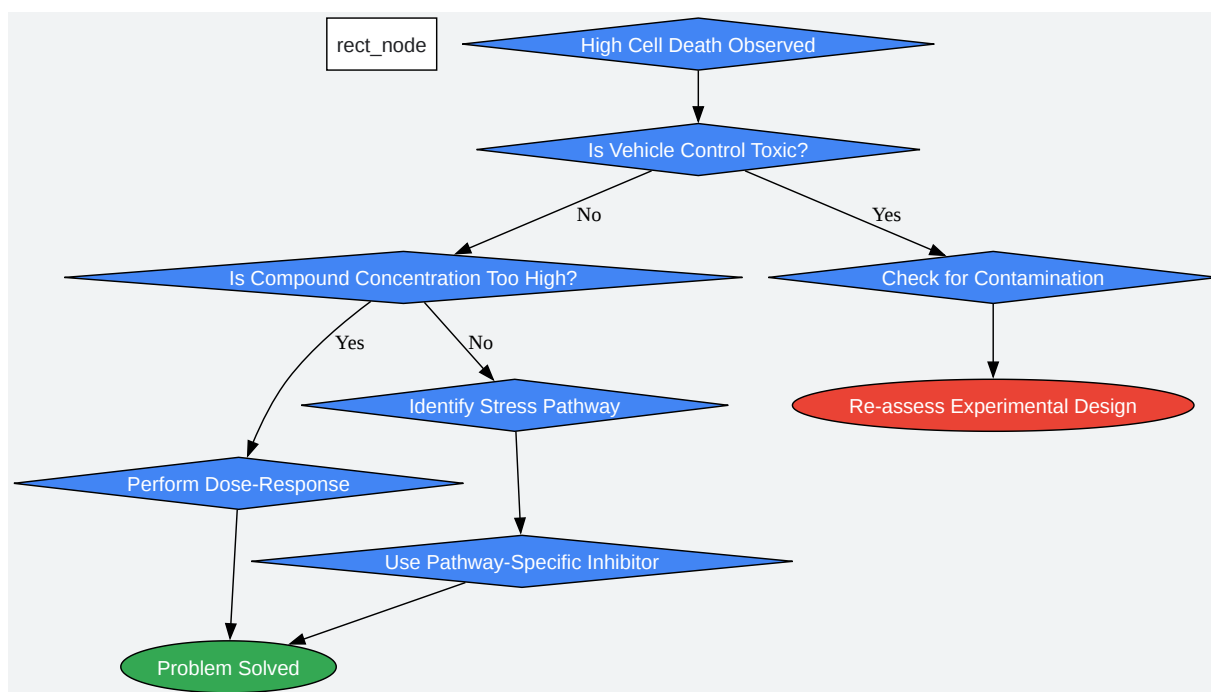 rect_node
High Cell Death Observed
Is Vehicle Control Toxic?
No
Yes
Is Compound Concentration Too High?
Check for Contamination
Yes
No
Identify Stress Pathway
Re-assess Experimental Design
Perform Dose-Response
Use Pathway-Specific Inhibitor
Problem Solved